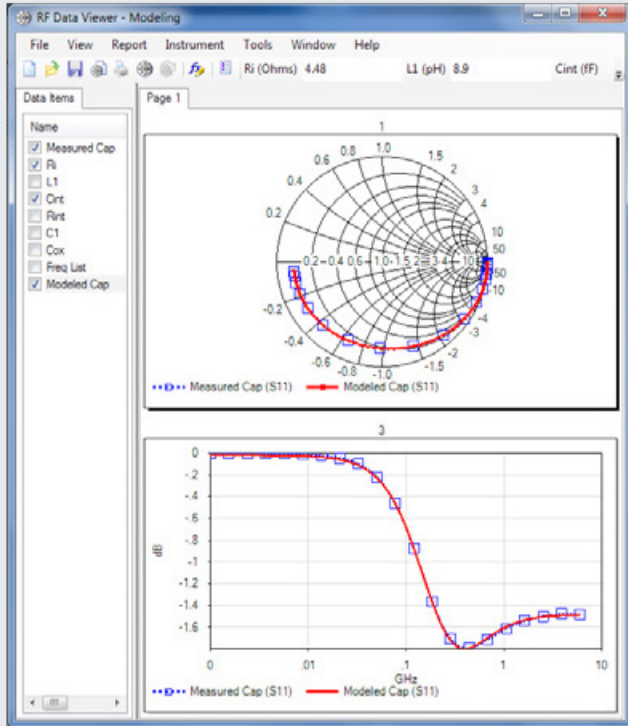 RF Data Viewer - Modeling
File View Report Instrument Tools Window Help
Ri (Ohms) 4.48 L1 (pH) 8.9 Cint (fF)
Data Items
Page 1
Name
Measured Cap
Ri
L1
Cint
Rint
C1
Cox
Freq List
Modeled Cap
1
1.0
0.8 1.5
0.6 2
0.4 3
4
0.2 10
50
0.2 0.4 0.6 1.0 1.5 2 3 4 10
-50
-0.2 -10
-4
-0.4 -3
-0.6 -2
-0.8 -1.5
-1.0
Measured Cap (S11) Modeled Cap (S11)
3
0
-.2
-.4
-.6
-.8
-1
-1.2
-1.4
-1.6
dB
0 .01 .1 1 10
GHz
Measured Cap (S11) Modeled Cap (S11)